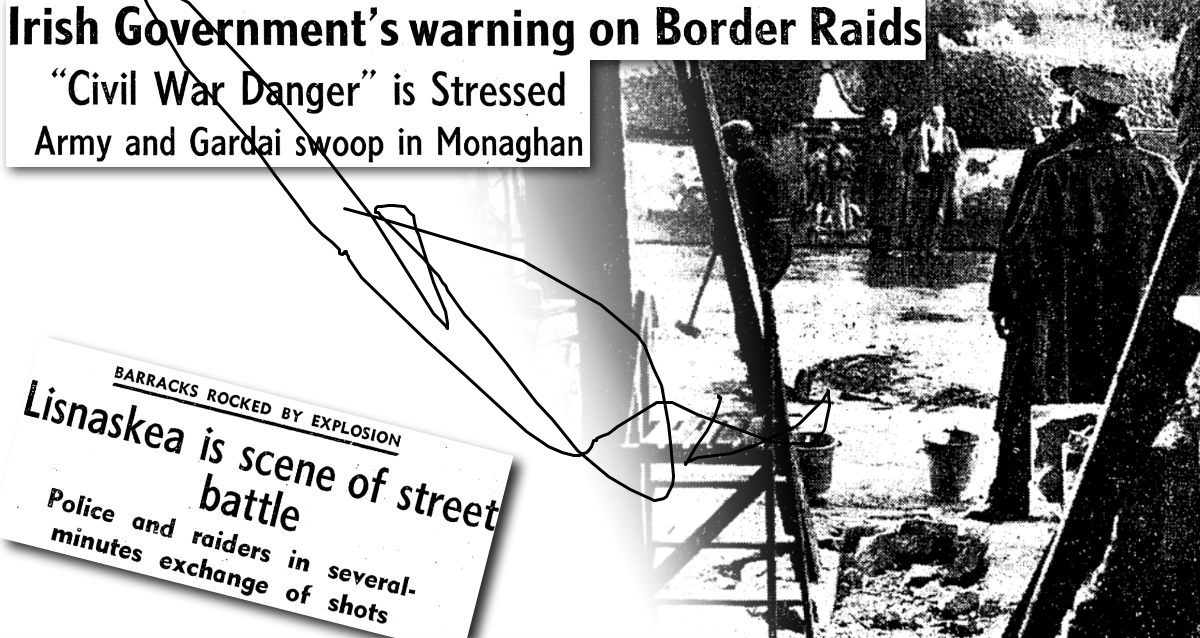 Irish Government's warning on Border Raids
"Civil War Danger" is Stressed
Army and Gardai swoop in Monaghan
BARRACKS ROCKED BY EXPLOSION
Lisnaskea is scene of street
battle
Police and raiders in several-
minutes exchange of shots